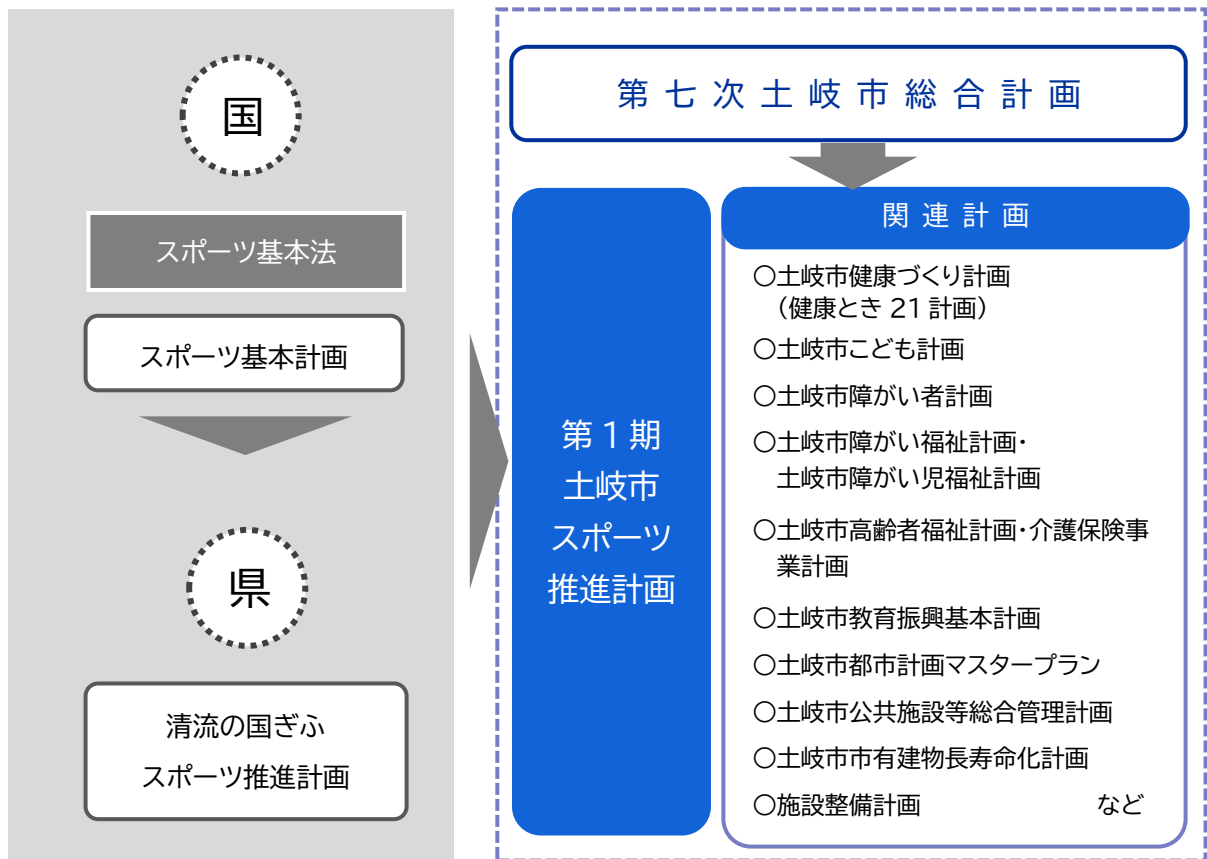 国
スポーツ基本法
スポーツ基本計画
県
清流の国ぎふ
スポーツ推進計画
第七次土岐市総合計画
第1期
土岐市
スポーツ
推進計画
関連計画
○土岐市健康づくり計画
（健康とき 21 計画）
○土岐市こども計画
○土岐市障がい者計画
○土岐市障がい福祉計画・
土岐市障がい児福祉計画
○土岐市高齢者福祉計画・介護保険事
業計画
○土岐市教育振興基本計画
○土岐市都市計画マスタープラン
○土岐市公共施設等総合管理計画
○土岐市市有建物長寿命化計画
○施設整備計画 など